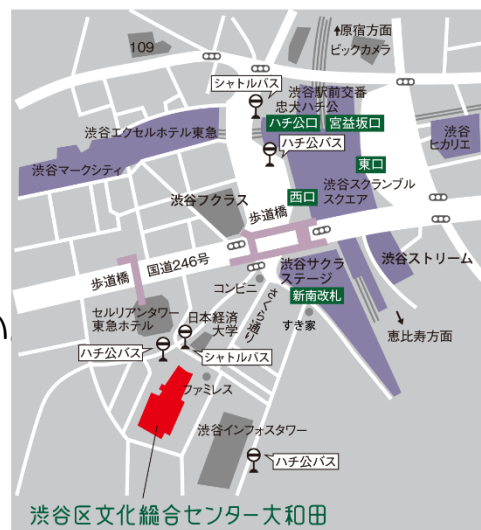 109
↑原宿方面
ビックカメラ
シャトルバス
渋谷駅前交番
忠犬ハチ公
ハチ公口
宮益坂口
渋谷エクセルホテル東急
ハチ公バス
渋谷
ヒカリエ
東口
渋谷マークシティ
西口
渋谷スクランブル
スクエア
渋谷フクラス
歩道橋
国道246号
歩道橋
渋谷サクラ
ステージ
渋谷ストリーム
コンビニ
さくら通り
新南改札
セルリアンタワー
東急ホテル
日本経済
大学
すき家
恵比寿方面
ハチ公バス
シャトルバス
ファミレス
渋谷インフォスタワー
ハチ公バス
渋谷区文化総合センター大和田